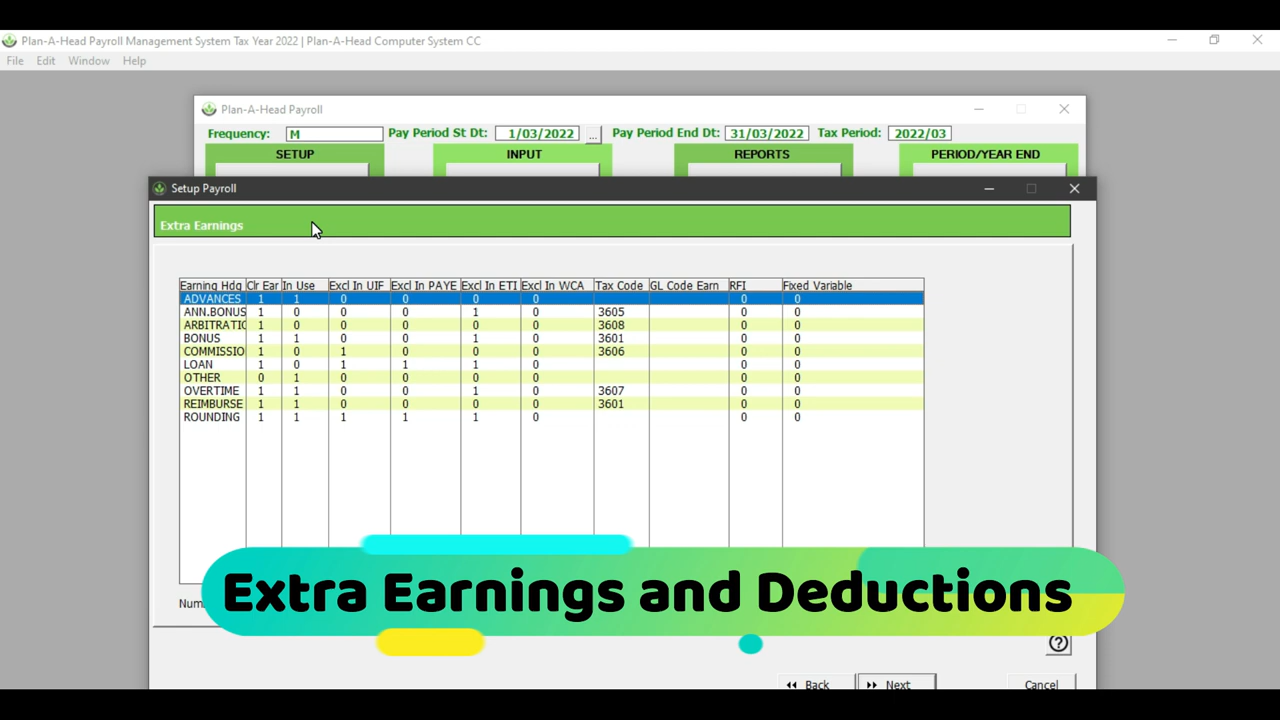 Plan-A-Head Payroll Management System Tax Year 2022 | Plan-A-Head Computer System CC
File Edit Window Help
Plan-A-Head Payroll
Frequency: M Pay Period St Dt: 1/03/2022 ... Pay Period End Dt: 31/03/2022 Tax Period: 2022/03
SETUP INPUT REPORTS PERIOD/YEAR END
Setup Payroll
Extra Earnings
Earning Hdg Clr Ear In Use Excl In UIF Excl In PAYE Excl In ETI Excl In WCA Tax Code GL Code Earn RFI Fixed Variable
ADVANCES 1 1 0 0 0 0 0 0
ANN.BONUS 1 0 0 0 1 0 3605 0 0
ARBITRATIC 1 0 0 0 0 0 3608 0 0
BONUS 1 1 0 0 1 0 3601 0 0
COMMISSIO 1 0 1 0 0 0 3606 0 0
LOAN 1 0 1 1 1 0 0 0
OTHER 0 1 0 0 0 0 0 0
OVERTIME 1 1 0 0 1 0 3607 0 0
REIMBURSE 1 1 0 0 0 0 3601 0 0
ROUNDING 1 1 1 1 1 0 0 0
Extra Earnings and Deductions
Back Next Cancel